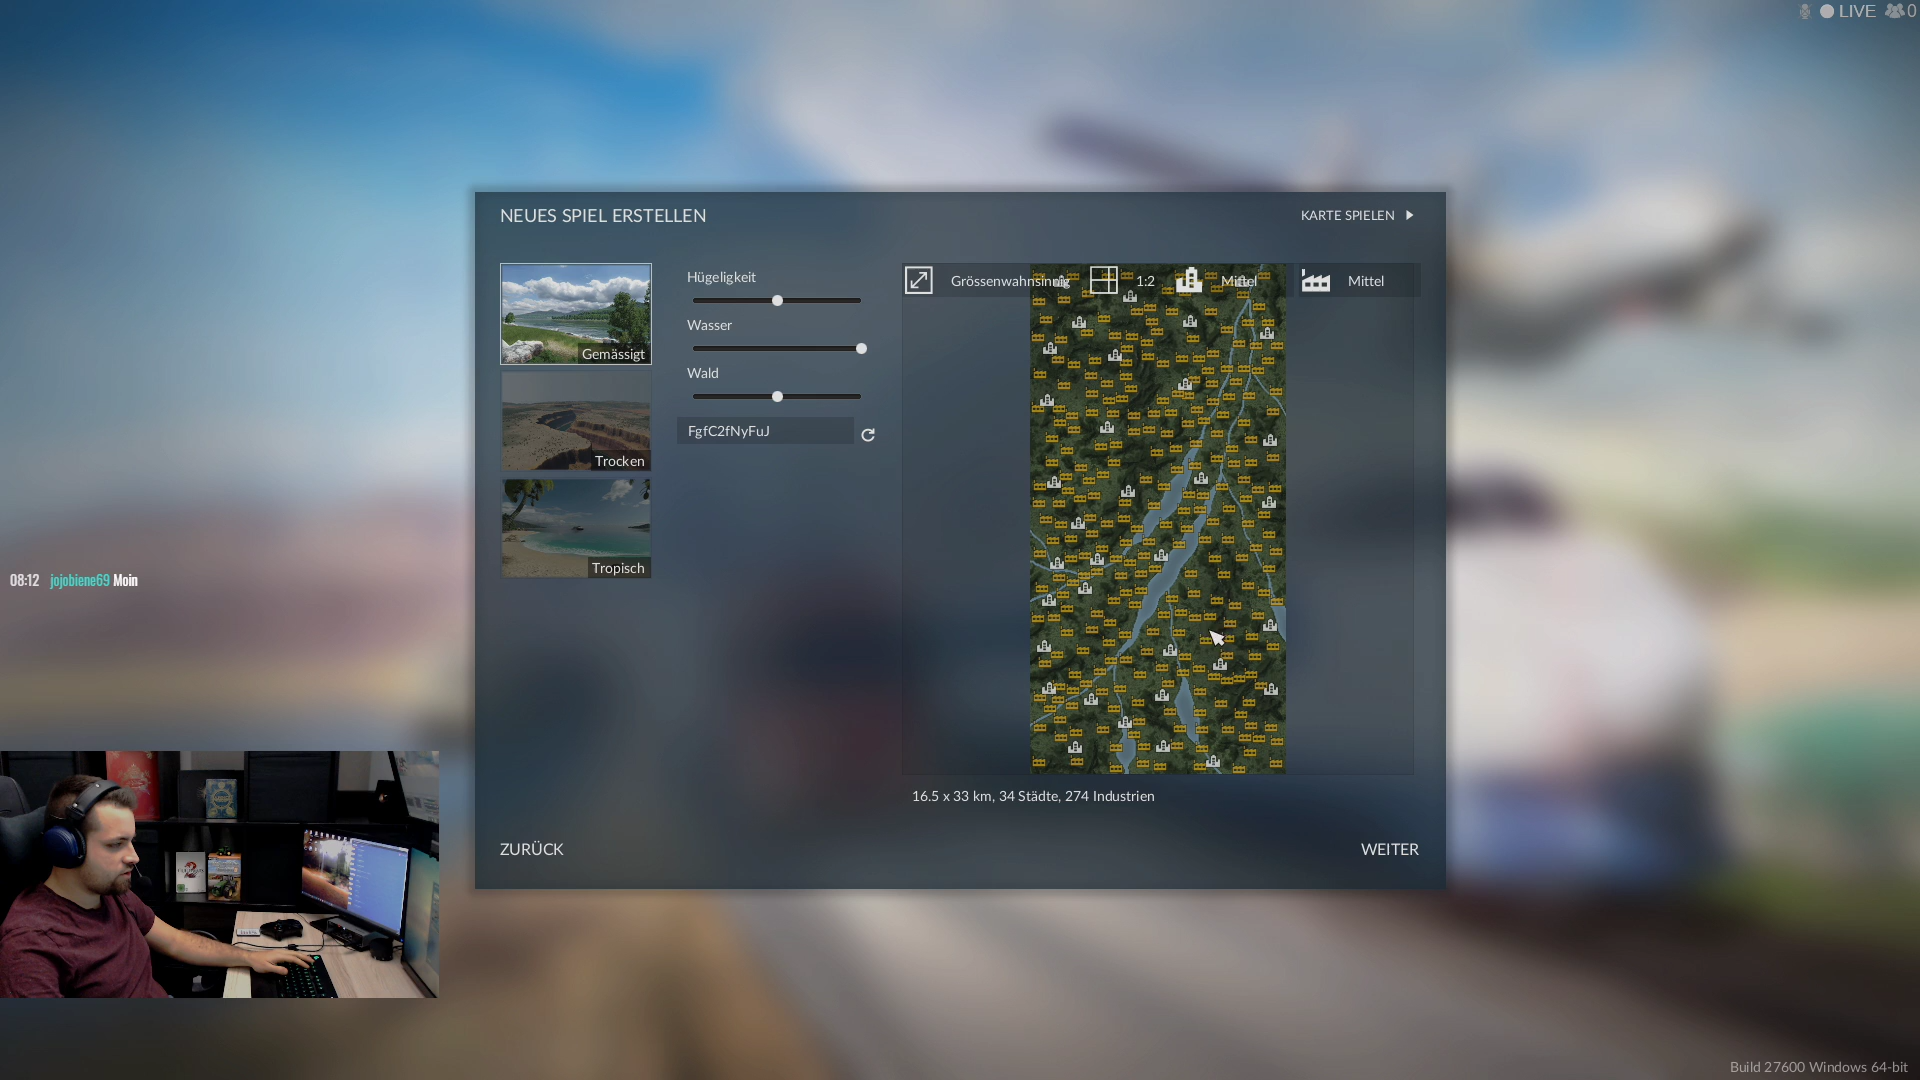 LIVE 0
NEUES SPIEL ERSTELLEN
KARTE SPIELEN
Gemässigt
Trocken
Tropisch
Hügeligkeit
Wasser
Wald
FgfC2fNyFuJ
Grössenwahnsinnig 1:2 Mittel Mittel
16.5 x 33 km, 34 Städte, 274 Industrien
ZURÜCK
WEITER
08:12 jojobiene69 Moin
Build 27600 Windows 64-bit